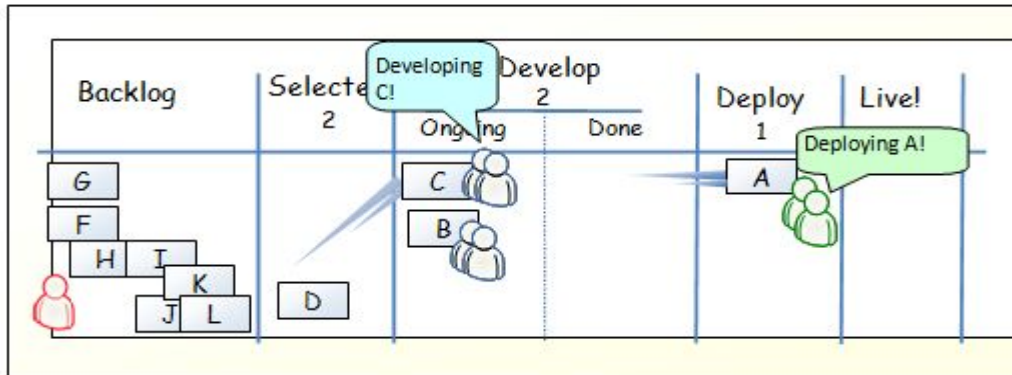 Backlog
Selecte
2
Developing
C!
Develop
2
Ongoing
Done
Deploy
1
Live!
Deploying A!
G
C
A
F
B
H
I
K
D
J
L